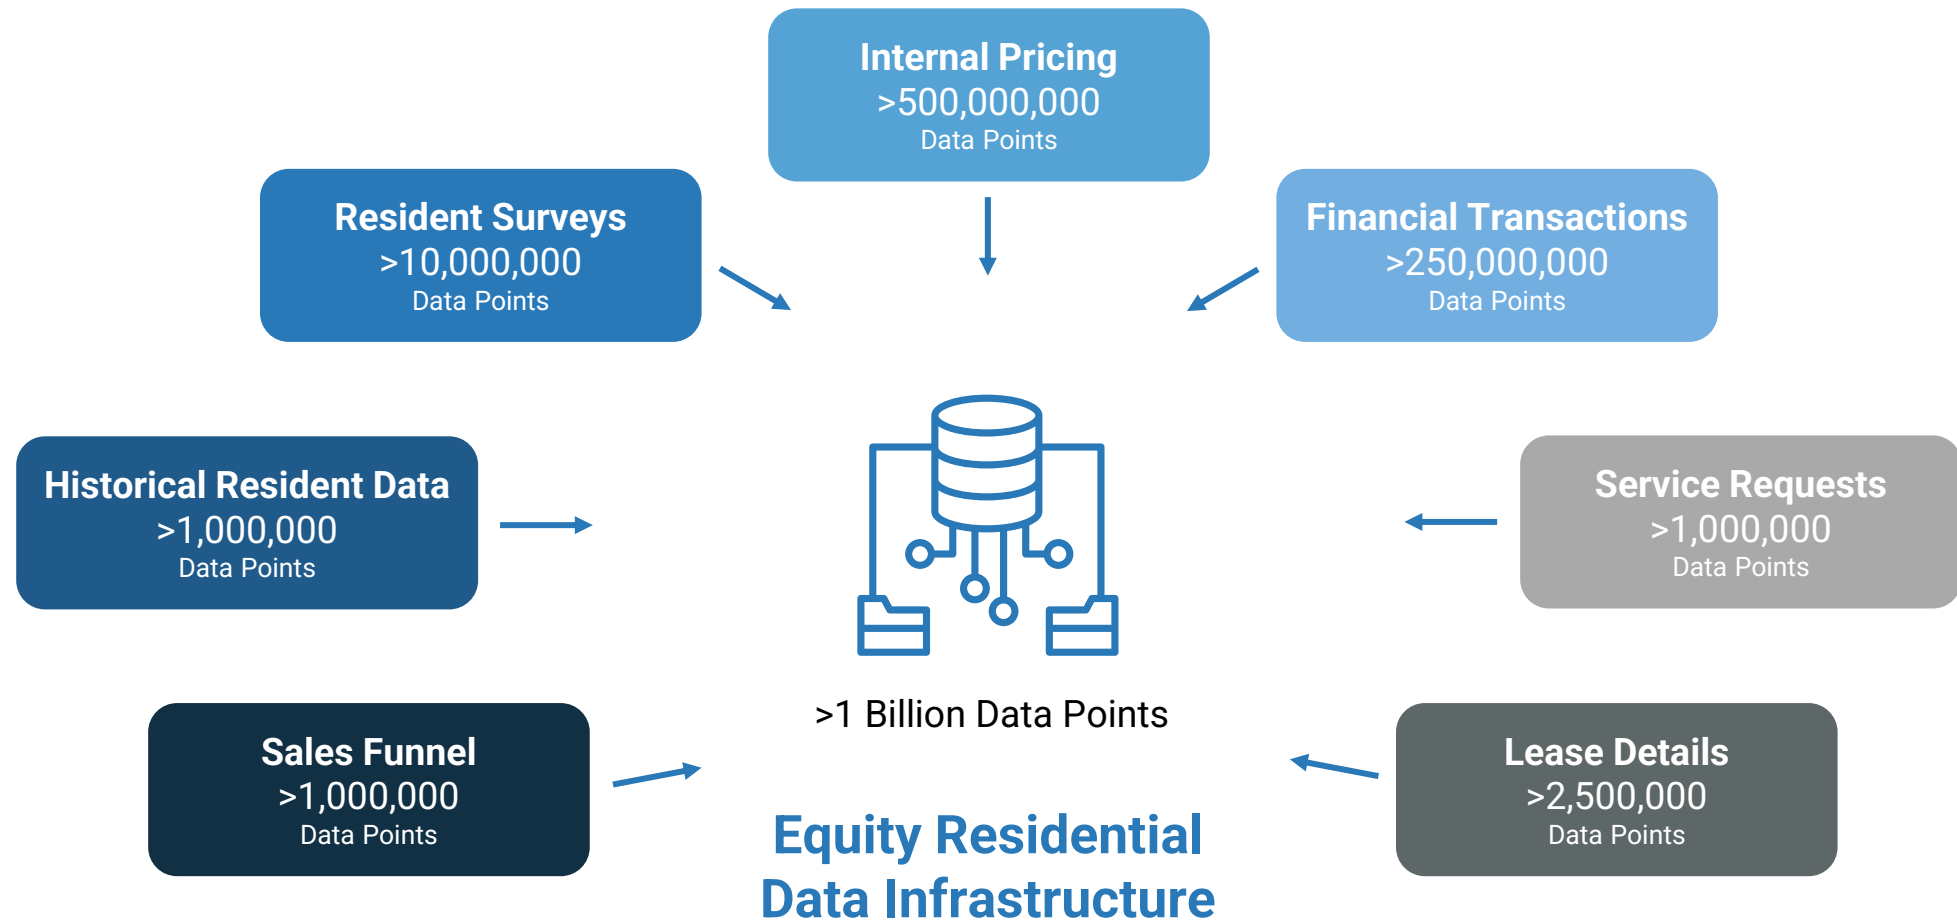 Internal Pricing
>500,000,000
Data Points
Resident Surveys
>10,000,000
Data Points
Financial Transactions
>250,000,000
Data Points
Historical Resident Data
>1,000,000
Data Points
Service Requests
>1,000,000
Data Points
>1 Billion Data Points
Sales Funnel
>1,000,000
Data Points
Lease Details
>2,500,000
Data Points
Equity Residential
Data Infrastructure